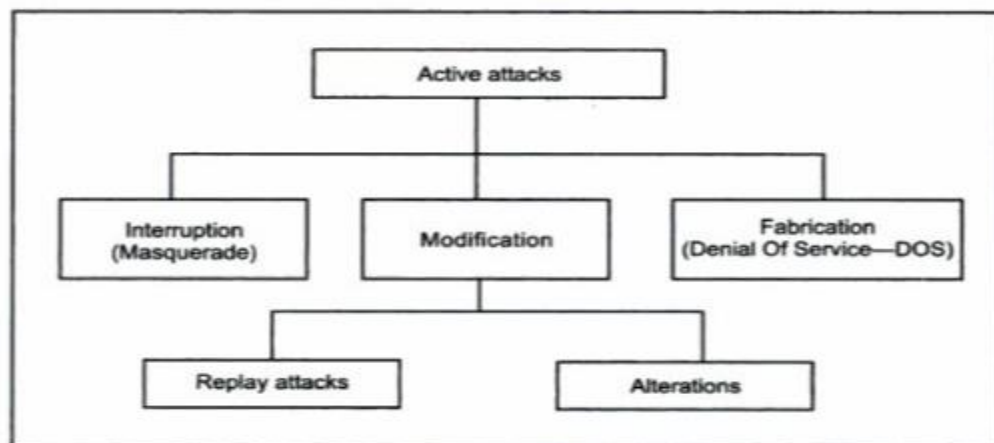 Active attacks
Interruption
(Masquerade)
Modification
Fabrication
(Denial Of Service—DOS)
Replay attacks
Alterations